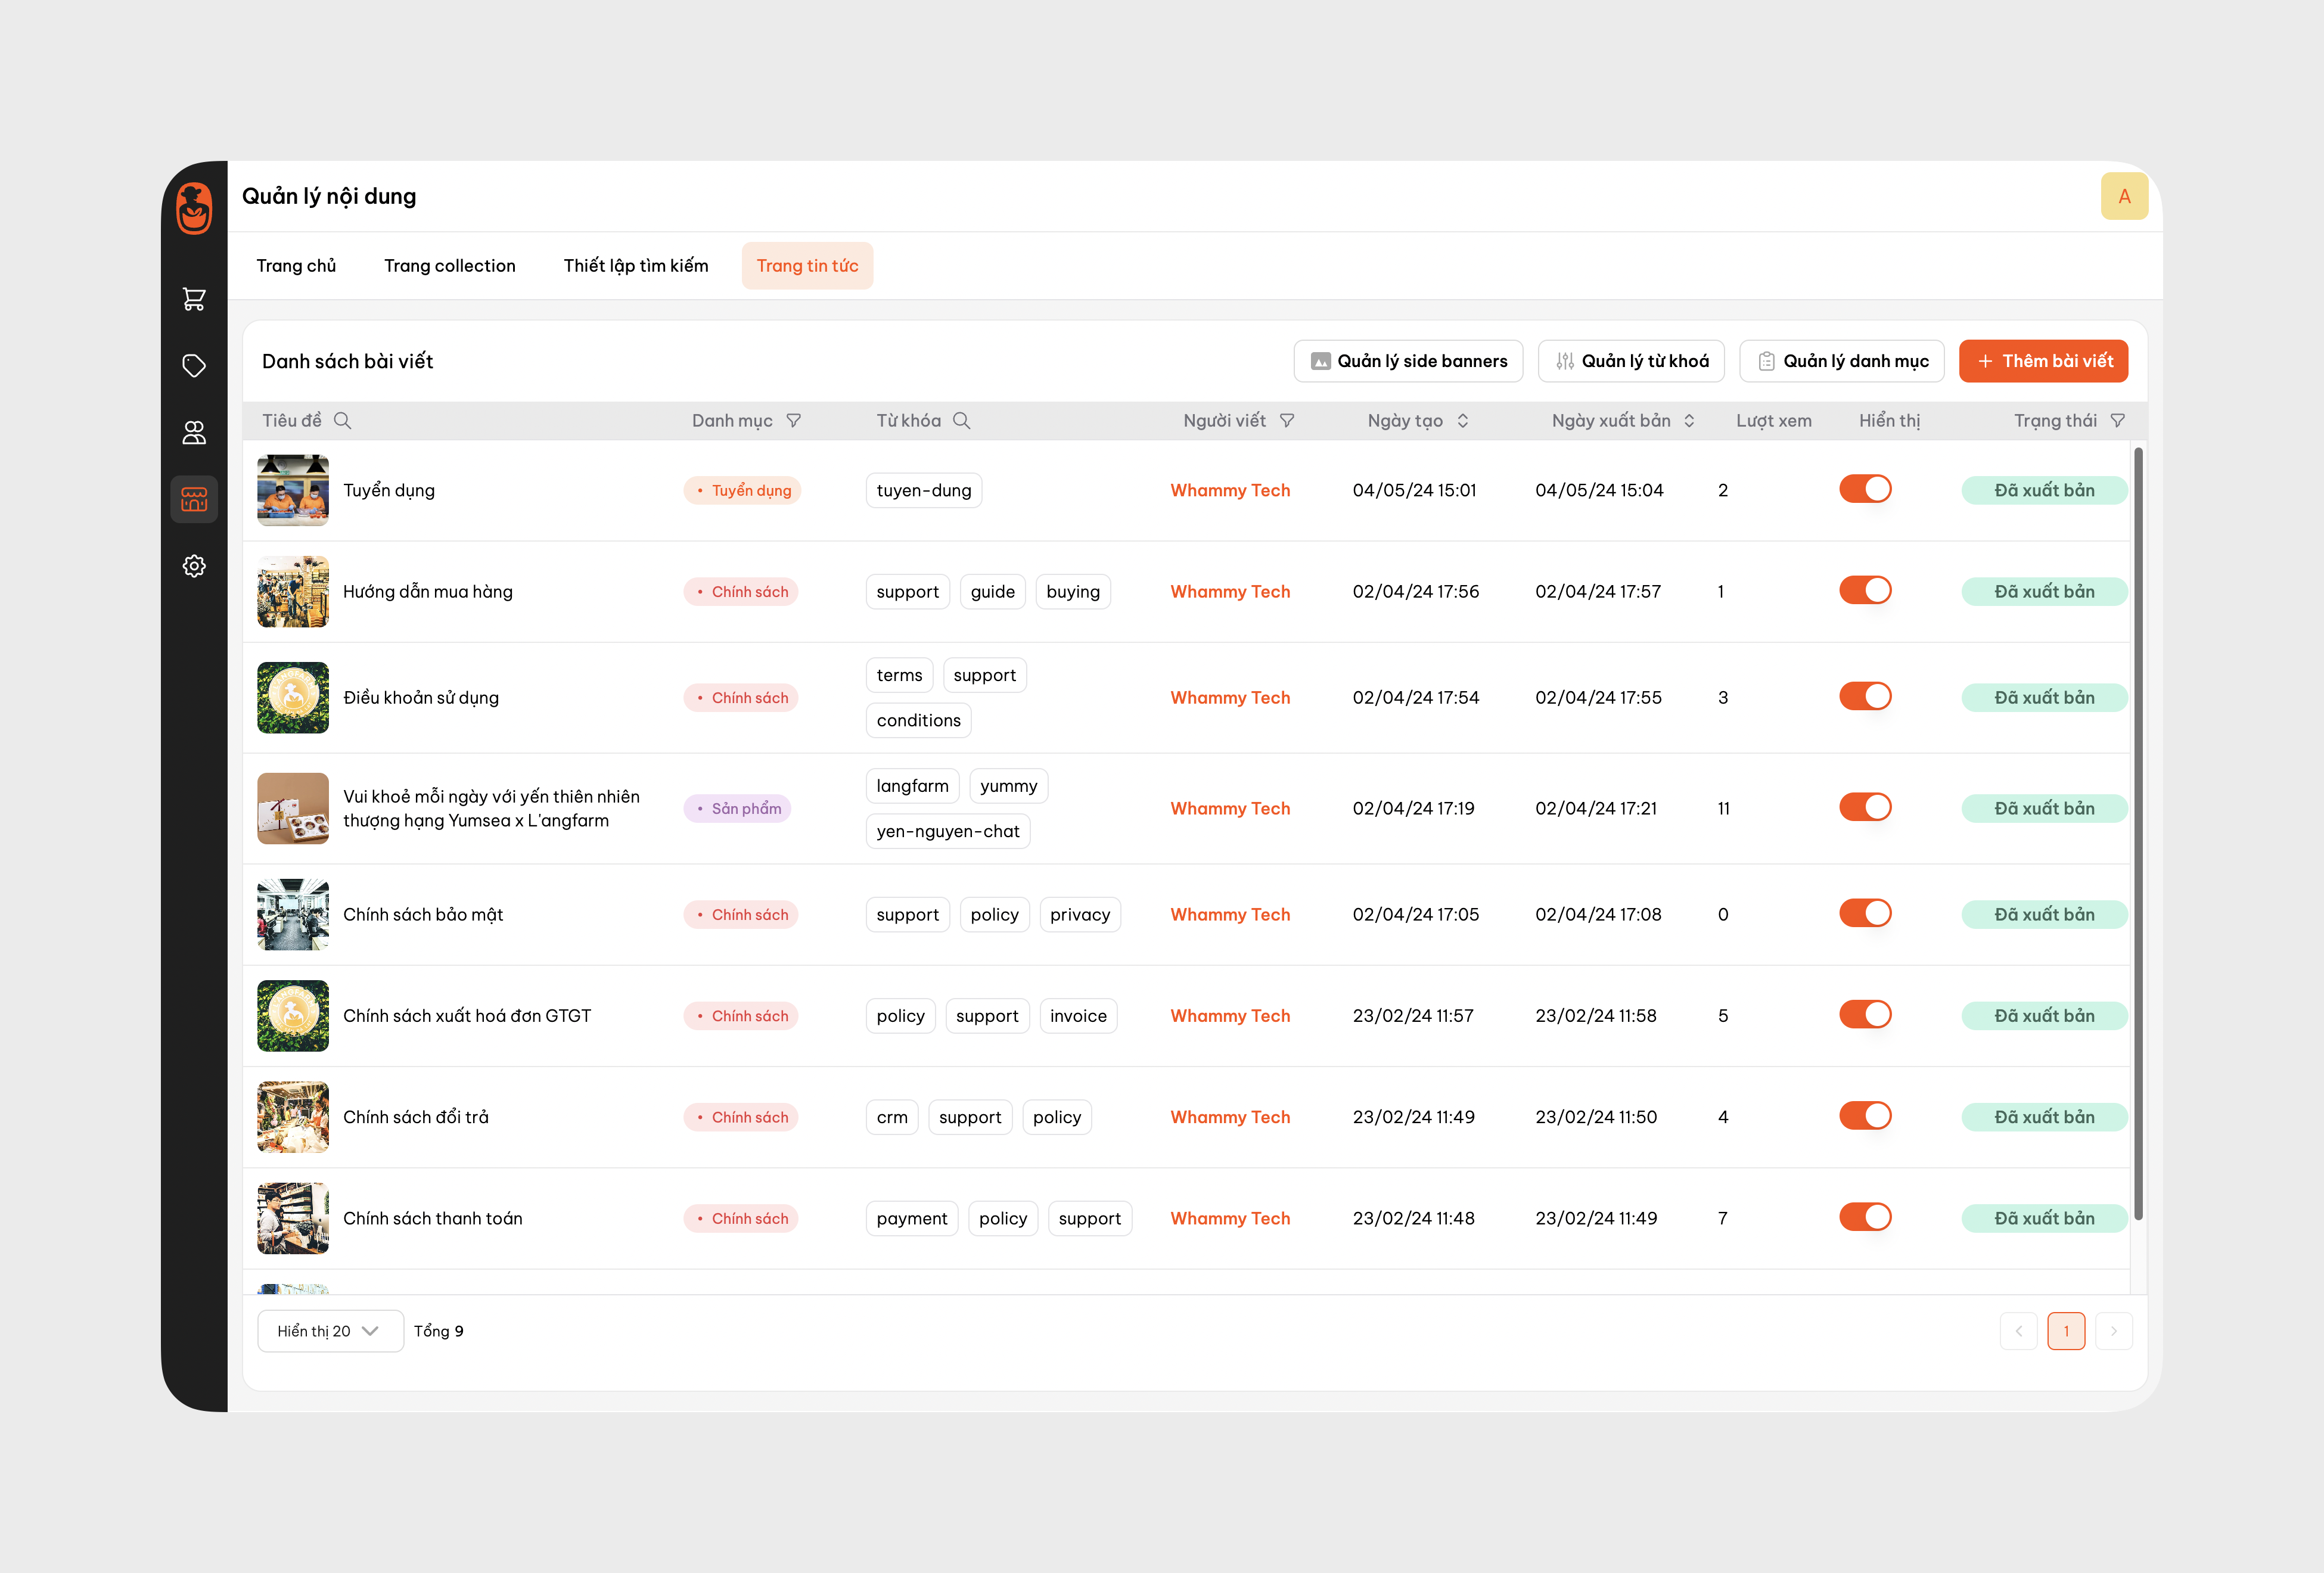 Quản lý nội dung
A
Trang chủ Trang collection Thiết lập tìm kiếm Trang tin tức
Danh sách bài viết Quản lý side banners Quản lý từ khoá Quản lý danh mục + Thêm bài viết
Tiêu đề Danh mục Từ khóa Người viết Ngày tạo Ngày xuất bản Lượt xem Hiển thị Trạng thái
Tuyển dụng • Tuyển dụng tuyen-dung Whammy Tech 04/05/24 15:01 04/05/24 15:04 2 Đã xuất bản
Hướng dẫn mua hàng • Chính sách support guide buying Whammy Tech 02/04/24 17:56 02/04/24 17:57 1 Đã xuất bản
terms support
Điều khoản sử dụng • Chính sách Whammy Tech 02/04/24 17:54 02/04/24 17:55 3 Đã xuất bản
conditions
langfarm yummy
Vui khoẻ mỗi ngày với yến thiên nhiên
thượng hạng Yumsea x L'angfarm • Sản phẩm Whammy Tech 02/04/24 17:19 02/04/24 17:21 11 Đã xuất bản
yen-nguyen-chat
Chính sách bảo mật • Chính sách support policy privacy Whammy Tech 02/04/24 17:05 02/04/24 17:08 0 Đã xuất bản
Chính sách xuất hoá đơn GTGT • Chính sách policy support invoice Whammy Tech 23/02/24 11:57 23/02/24 11:58 5 Đã xuất bản
Chính sách đổi trả • Chính sách crm support policy Whammy Tech 23/02/24 11:49 23/02/24 11:50 4 Đã xuất bản
Chính sách thanh toán • Chính sách payment policy support Whammy Tech 23/02/24 11:48 23/02/24 11:49 7 Đã xuất bản
Hiển thị 20 Tổng 9 1